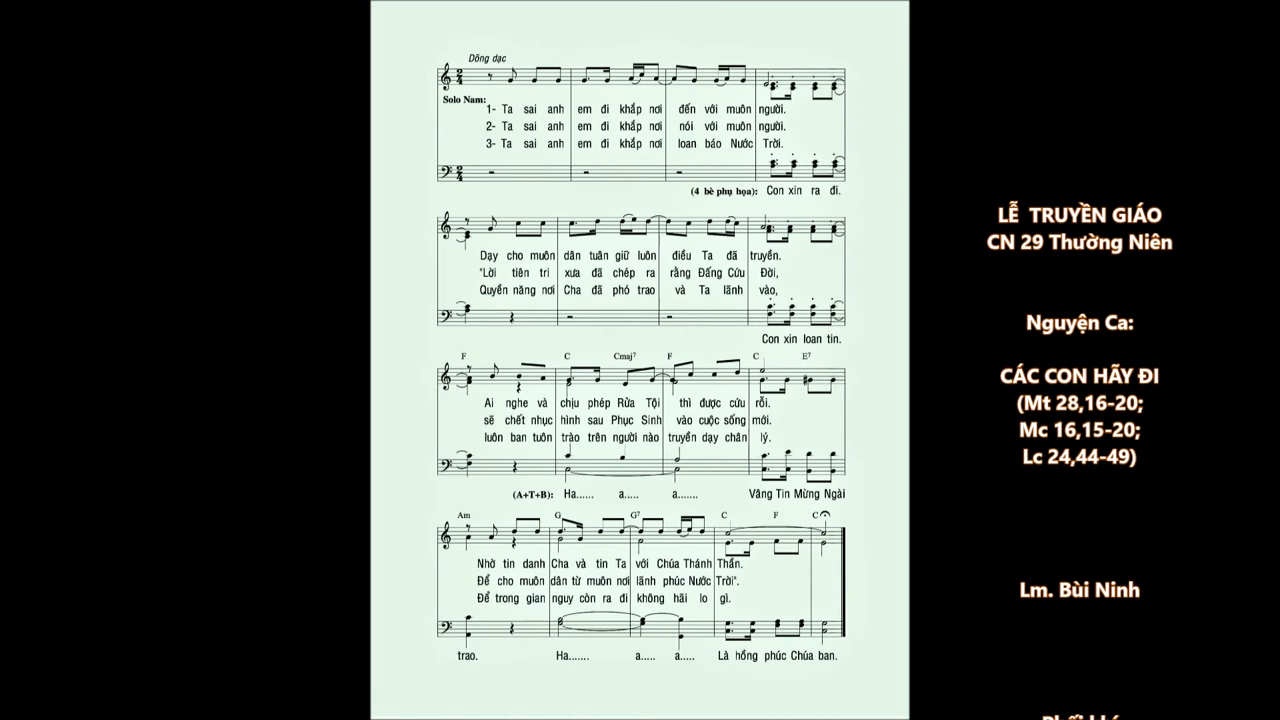 Dõng dạc
Solo Nam:
1- Ta sai anh em đi khắp nơi đến với muôn người.
2- Ta sai anh em đi khắp nơi nói với muôn người.
3- Ta sai anh em đi khắp nơi loan báo Nước Trời.
(4 bè phụ họa): Con xin ra đi.
Dạy cho muôn dân tuân giữ luôn điều Ta đã truyền.
"Lời tiên tri xưa đã chép ra rằng Đấng Cứu Đời,
Quyền năng nơi Cha đã phó trao và Ta lãnh vào,
Con xin loan tin.
F C Cmaj7 F C E7
Ai nghe và chịu phép Rửa Tội thì được cứu rỗi.
sẽ chết nhục hình sau Phục Sinh vào cuộc sống mới.
luôn ban tuôn trào trên người nào truyền dạy chân lý.
(A+T+B): Ha...... a..... a....... Vâng Tin Mừng Ngài
Am G G7 C F C
Nhờ tin danh Cha và tin Ta với Chúa Thánh Thần.
Để cho muôn dân từ muôn nơi lãnh phúc Nước Trời".
Để trong gian nguy còn ra đi không hãi lo gì.
trao. Ha....... a..... a..... Là hồng phúc Chúa ban.
LỄ TRUYỀN GIÁO
CN 29 Thường Niên
Nguyện Ca:
CÁC CON HÃY ĐI
(Mt 28,16-20;
Mc 16,15-20;
Lc 24,44-49)
Lm. Bùi Ninh